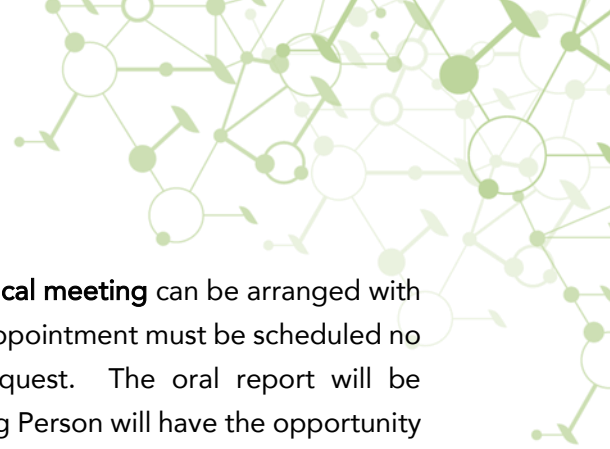 cal meeting can be arranged with
ppointment must be scheduled no
quest. The oral report will be
g Person will have the opportunity